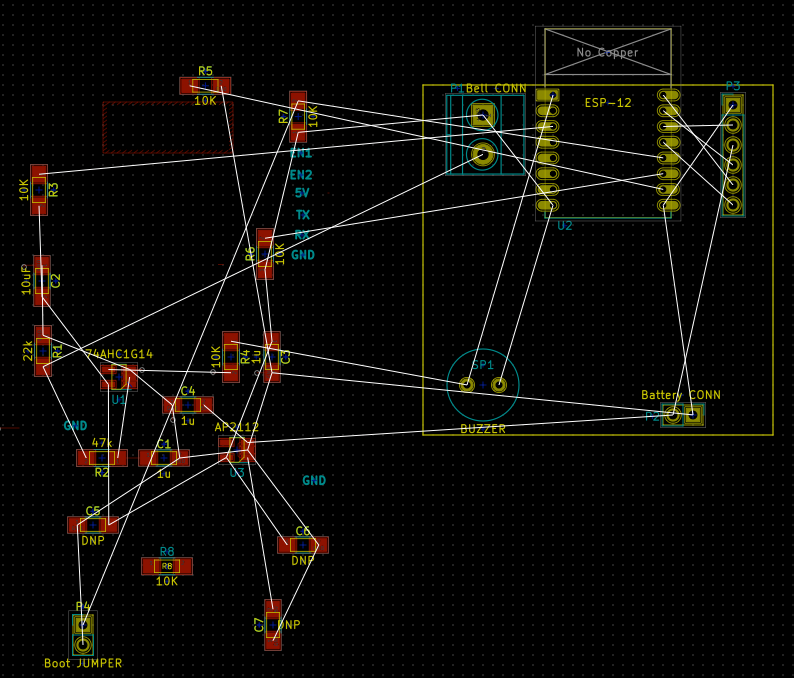 No Copper
R5
10K
P1 Bell CONN
ESP-12
P3
R7
10K
EN1
EN2
5V
TX
RX
GND
10K
R3
U2
R6
10K
10uF
C2
22k
R1
74AHC1G14
U1
10K
R4
1u
C3
SP1
BUZZER
Battery CONN
P2
C4
1u
GND
47k
R2
C1
1u
AP2112
U3
GND
C5
DNP
C6
DNP
R8
R8
10K
C7
DNP
P4
Boot JUMPER